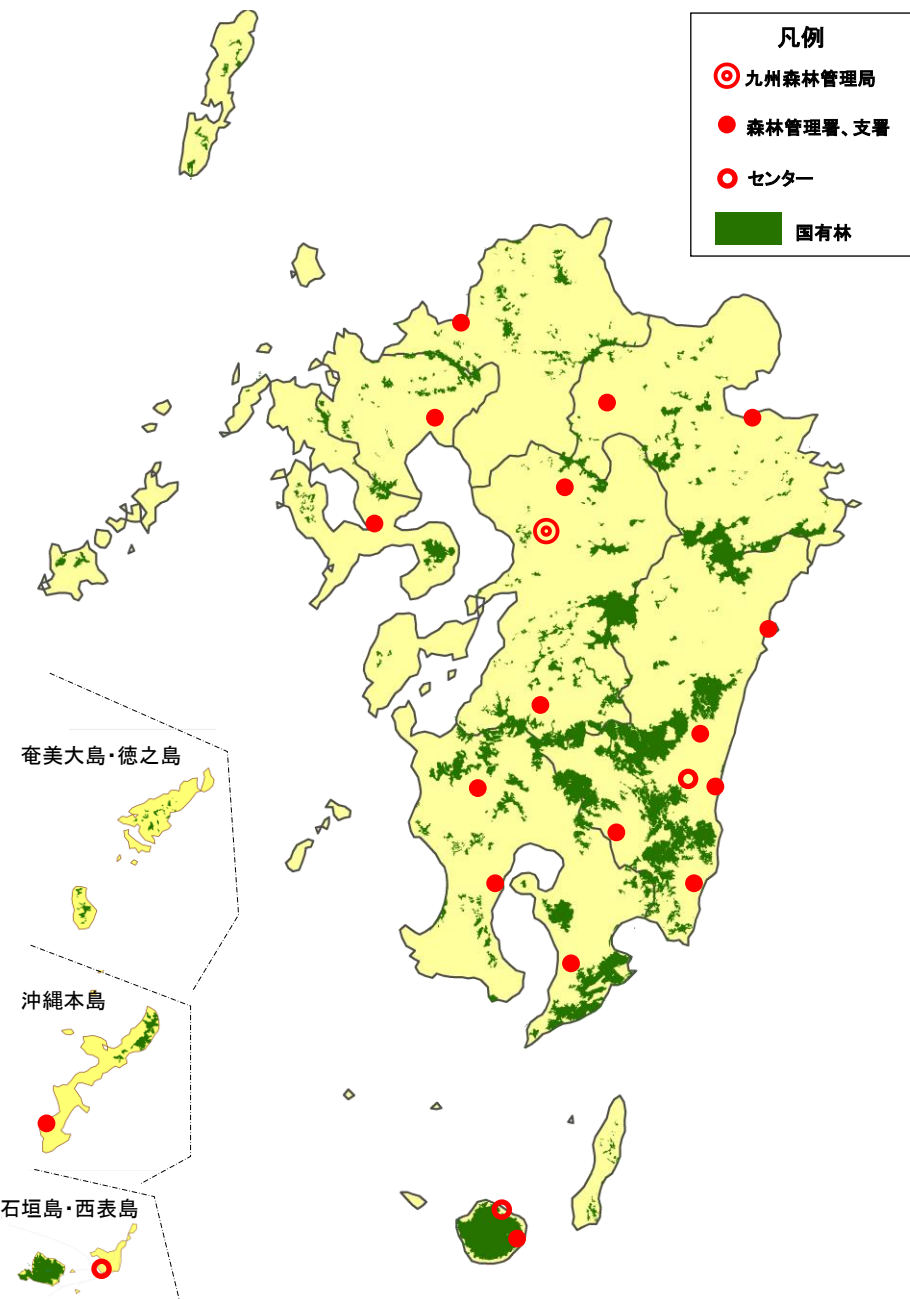 凡例
九州森林管理局
森林管理署、支署
センター
国有林
奄美大島・徳之島
沖縄本島
石垣島・西表島